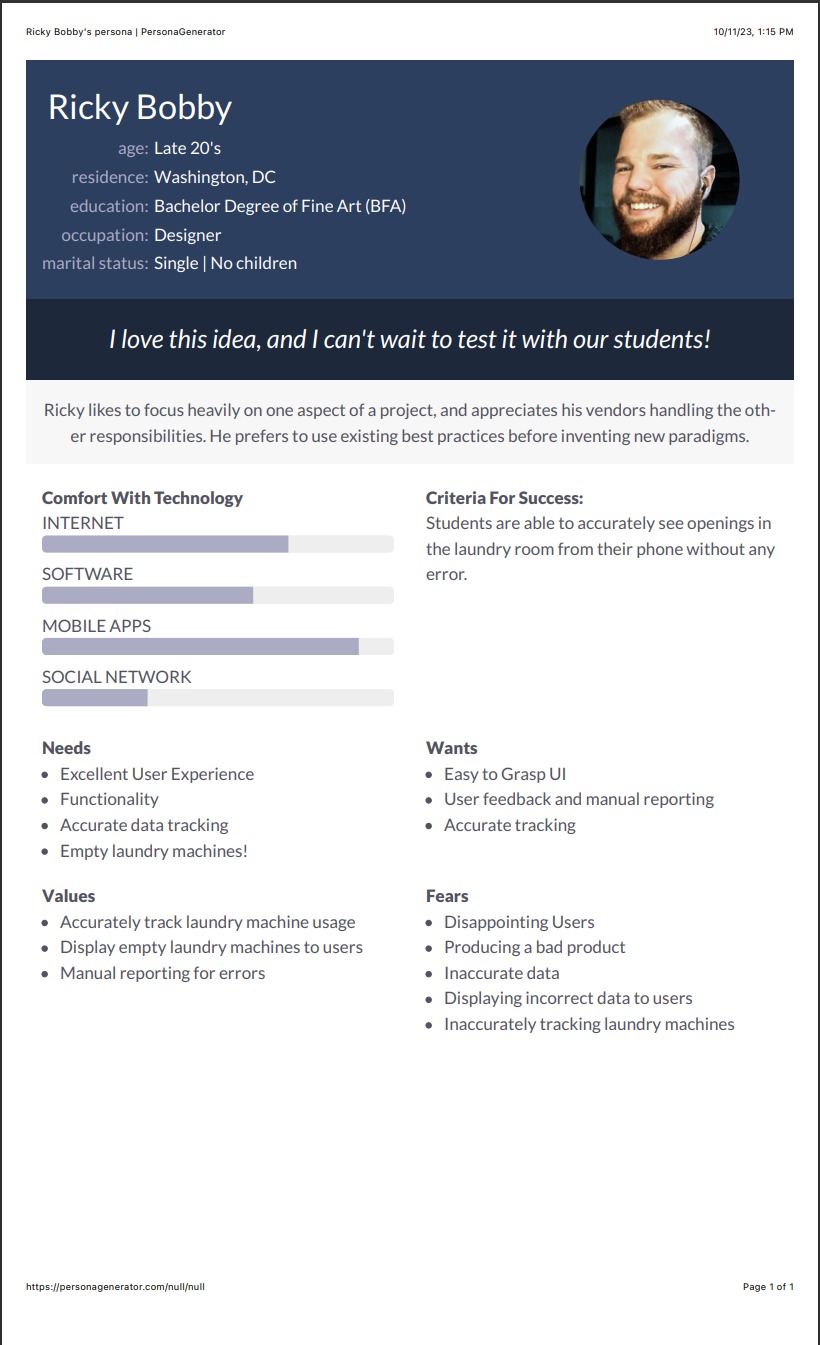 Ricky Bobby's persona | PersonaGenerator 10/11/23, 1:15 PM
Ricky Bobby
age: Late 20's
residence: Washington, DC
education: Bachelor Degree of Fine Art (BFA)
occupation: Designer
marital status: Single | No children
I love this idea, and I can't wait to test it with our students!
Ricky likes to focus heavily on one aspect of a project, and appreciates his vendors handling the oth-
er responsibilities. He prefers to use existing best practices before inventing new paradigms.
Comfort With Technology
INTERNET
SOFTWARE
MOBILE APPS
SOCIAL NETWORK
Criteria For Success:
Students are able to accurately see openings in
the laundry room from their phone without any
error.
Needs
• Excellent User Experience
• Functionality
• Accurate data tracking
• Empty laundry machines!
Wants
• Easy to Grasp UI
• User feedback and manual reporting
• Accurate tracking
Values
• Accurately track laundry machine usage
• Display empty laundry machines to users
• Manual reporting for errors
Fears
• Disappointing Users
• Producing a bad product
• Inaccurate data
• Displaying incorrect data to users
• Inaccurately tracking laundry machines
https://personagenerator.com/null/null Page 1 of 1